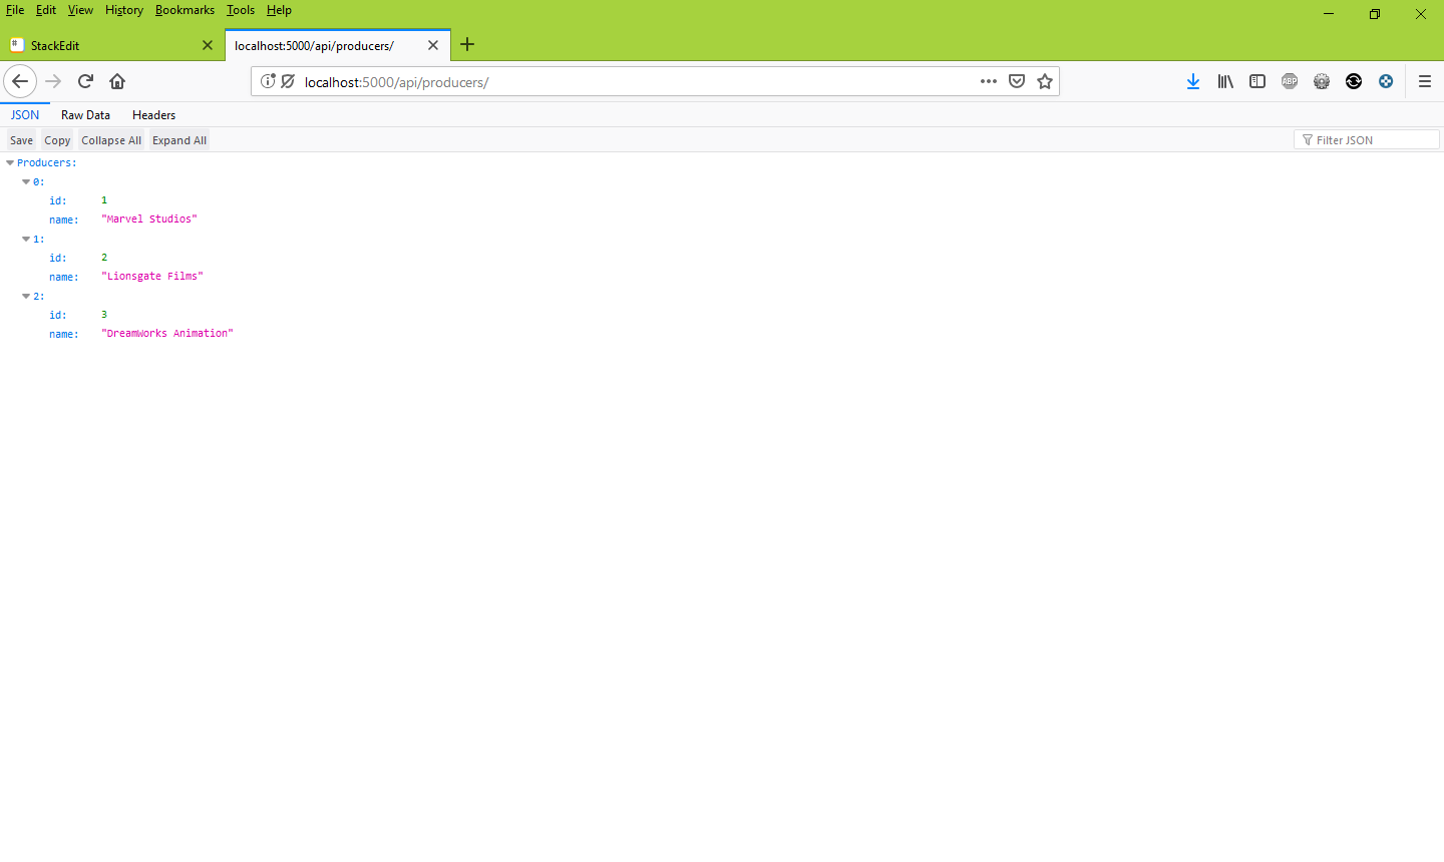 File Edit View History Bookmarks Tools Help
StackEdit localhost:5000/api/producers/
localhost:5000/api/producers/
ABP
JSON Raw Data Headers
Save Copy Collapse All Expand All Filter JSON
Producers:
0:
id: 1
name: "Marvel Studios"
1:
id: 2
name: "Lionsgate Films"
2:
id: 3
name: "DreamWorks Animation"